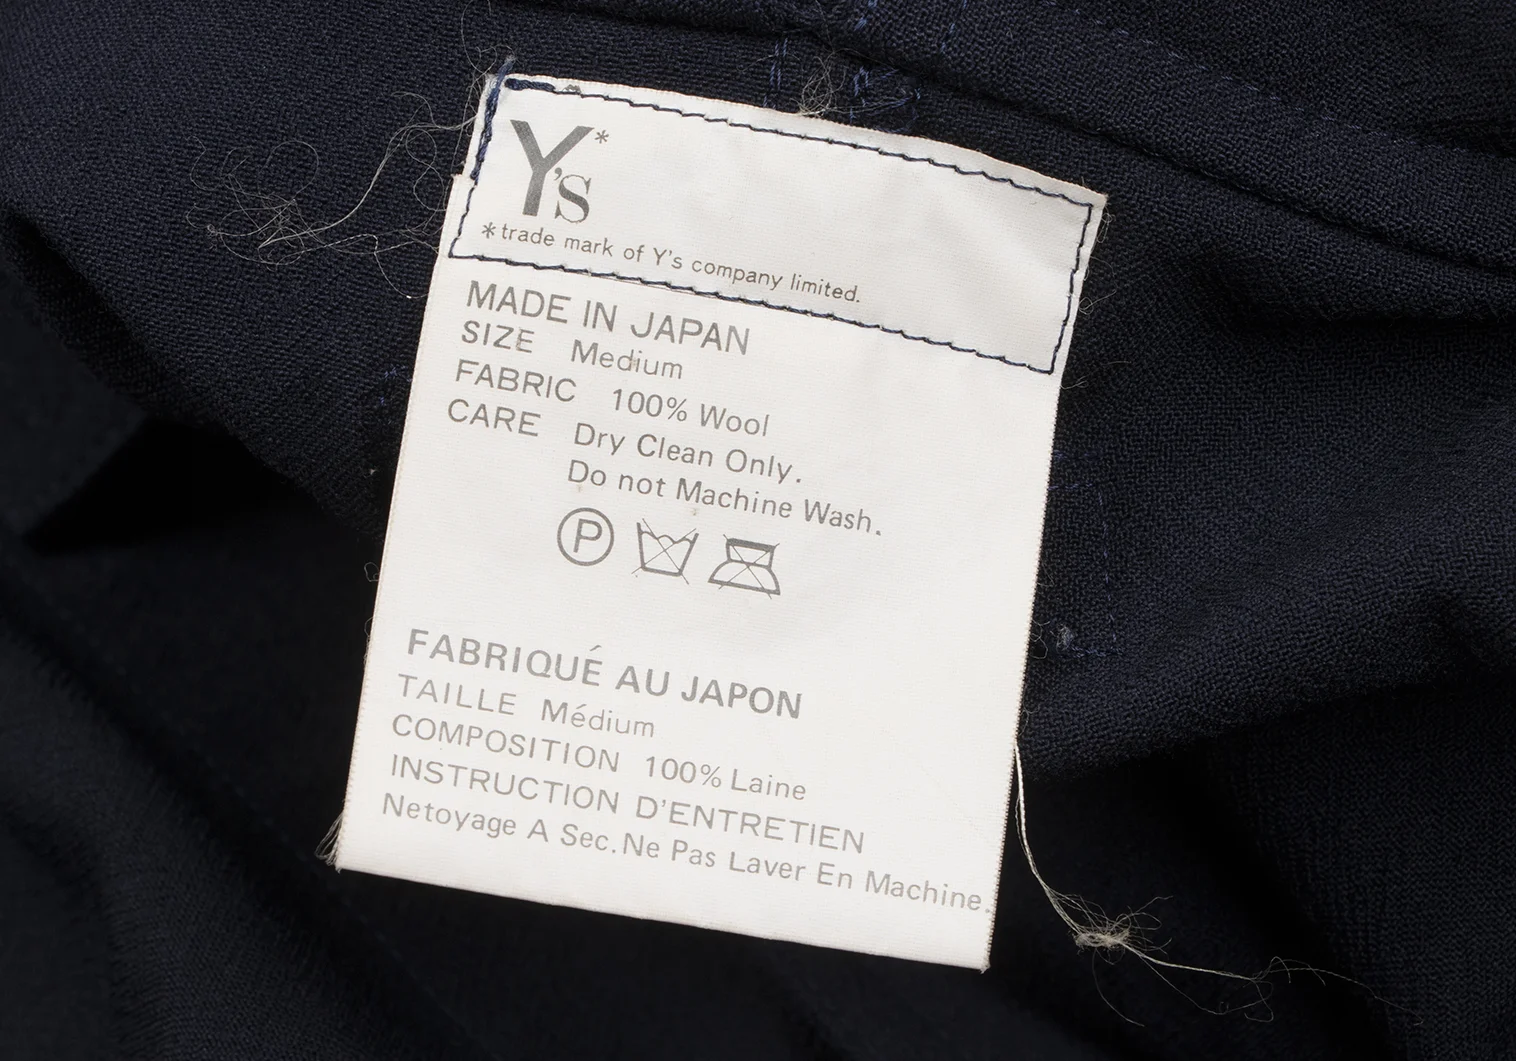 Y's*
*trade mark of Y's company limited.
MADE IN JAPAN
SIZE Medium
FABRIC 100% Wool
CARE Dry Clean Only.
Do not Machine Wash.
P
FABRIQUÉ AU JAPON
TAILLE Médium
COMPOSITION 100% Laine
INSTRUCTION D'ENTRETIEN
Netoyage A Sec. Ne Pas Laver En Machine.